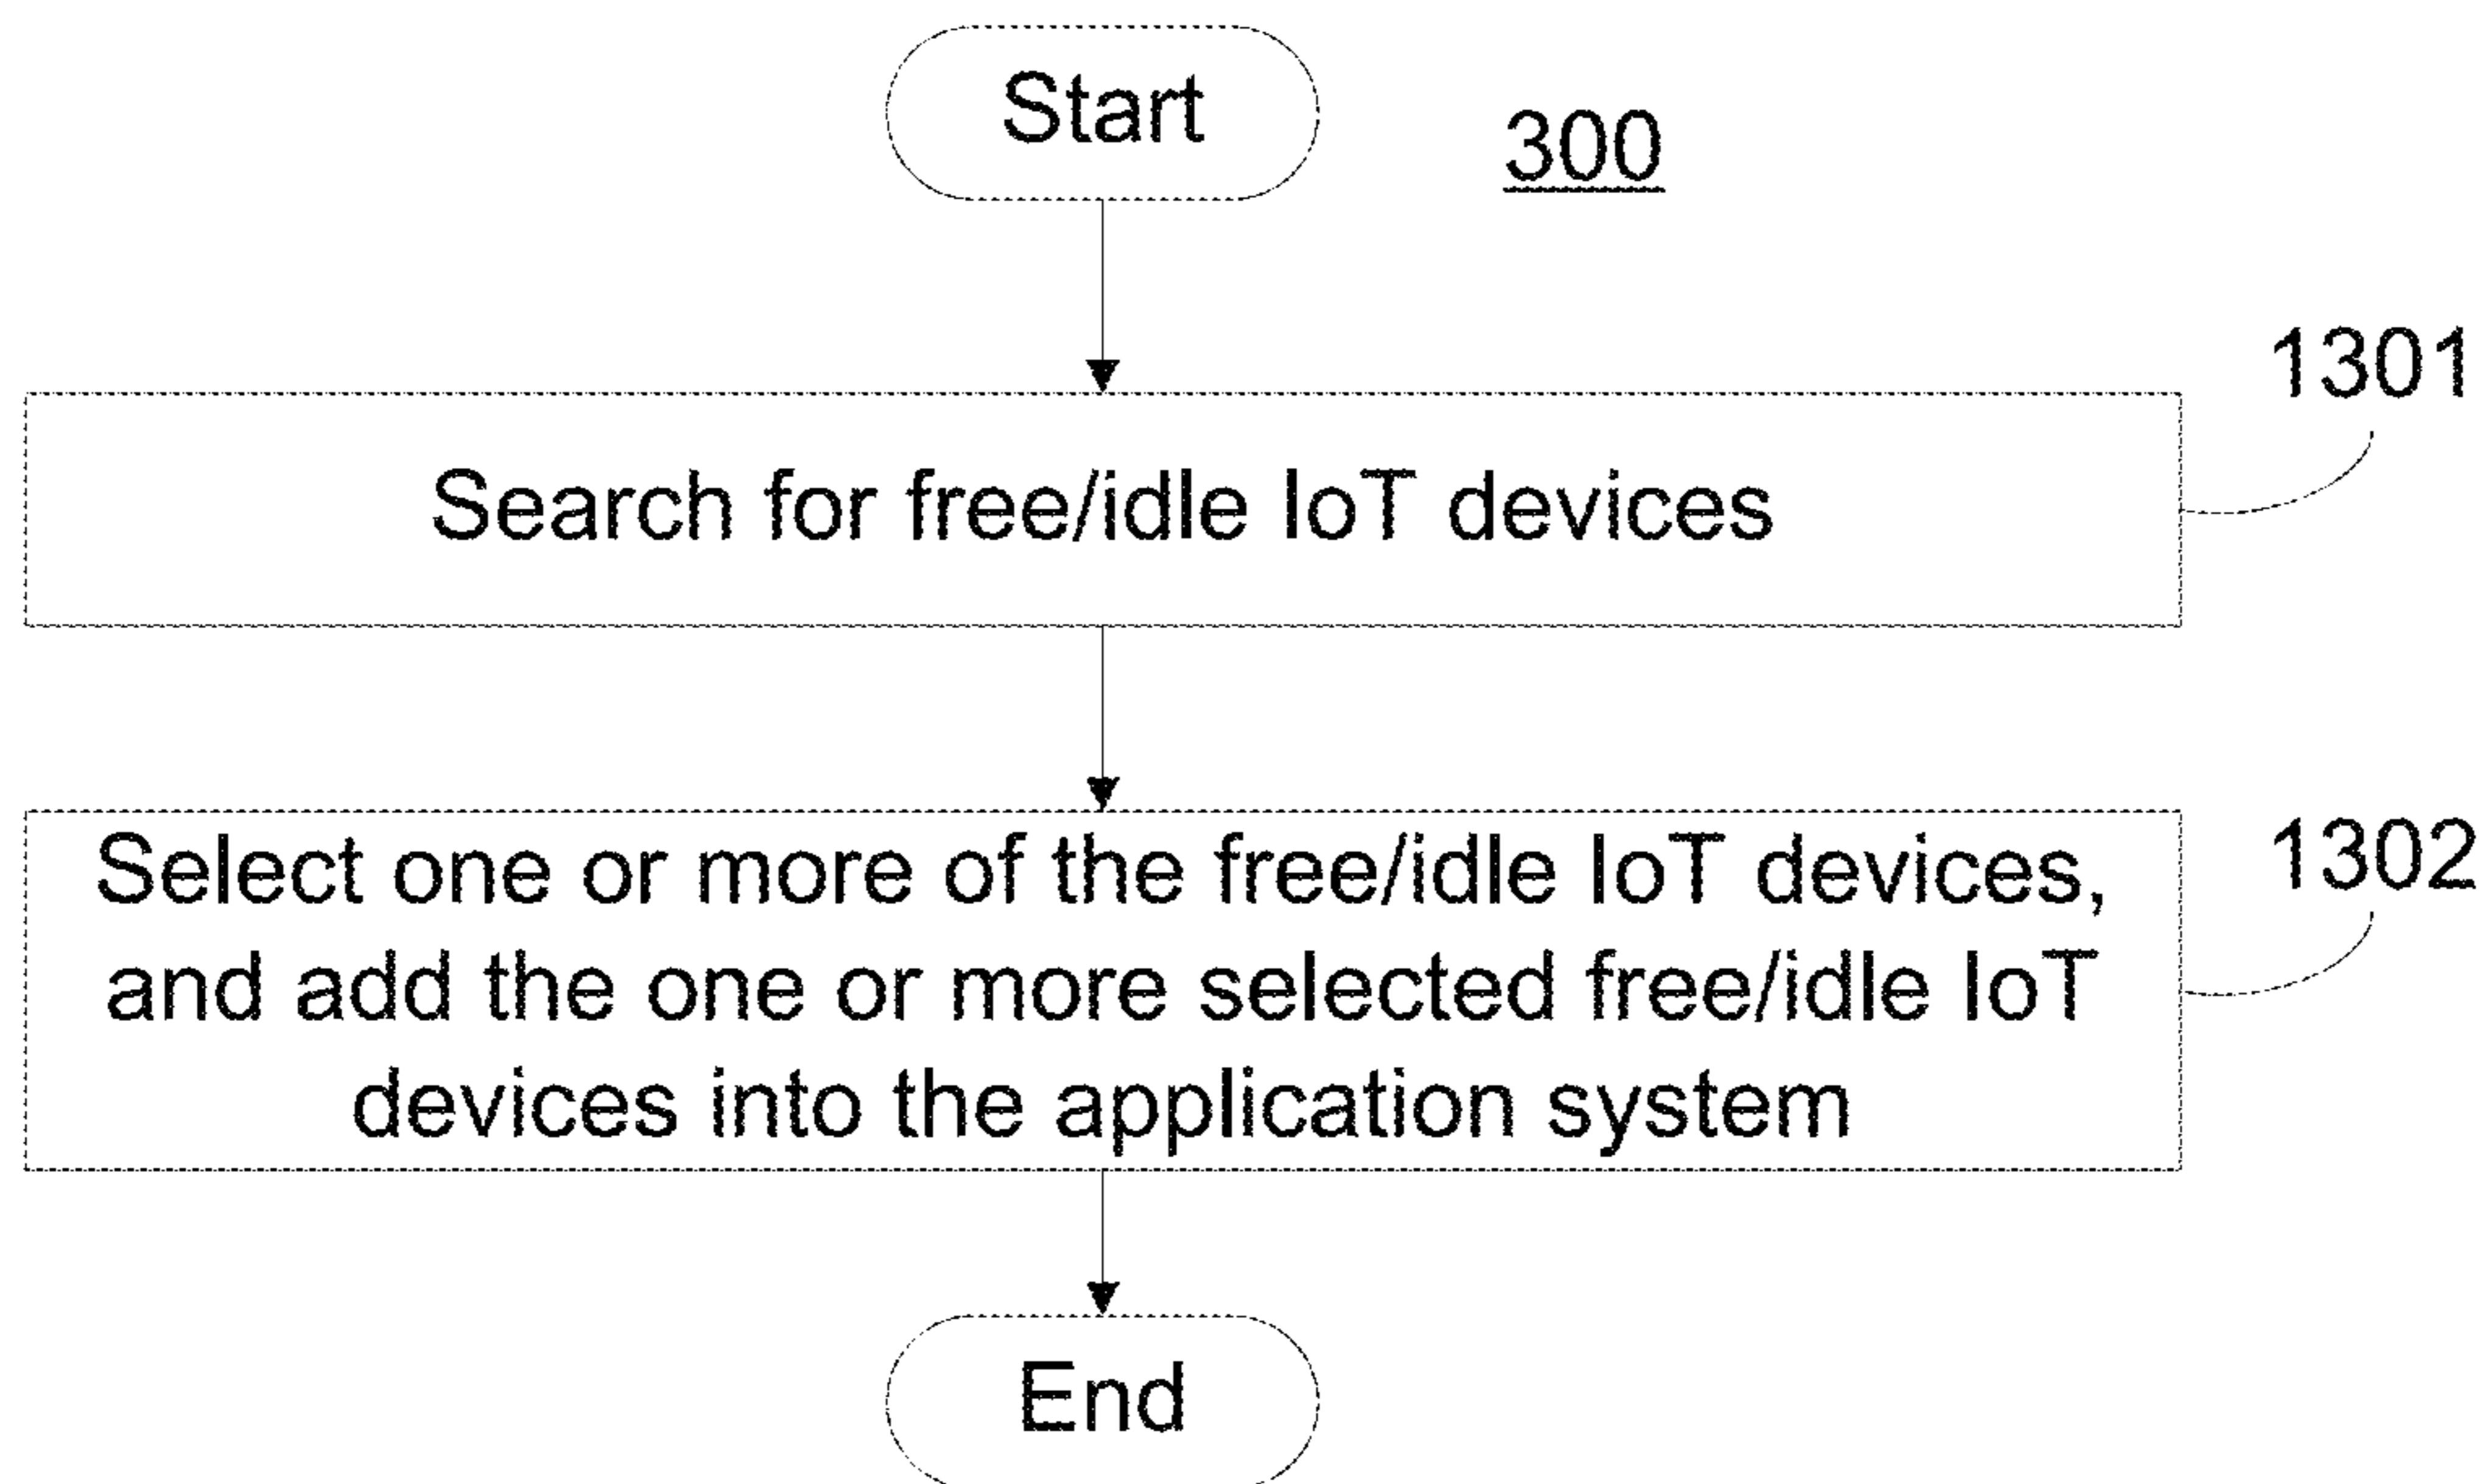 Start
300
1301
Search for free/idle IoT devices
1302
Select one or more of the free/idle IoT devices,
and add the one or more selected free/idle IoT
devices into the application system
End